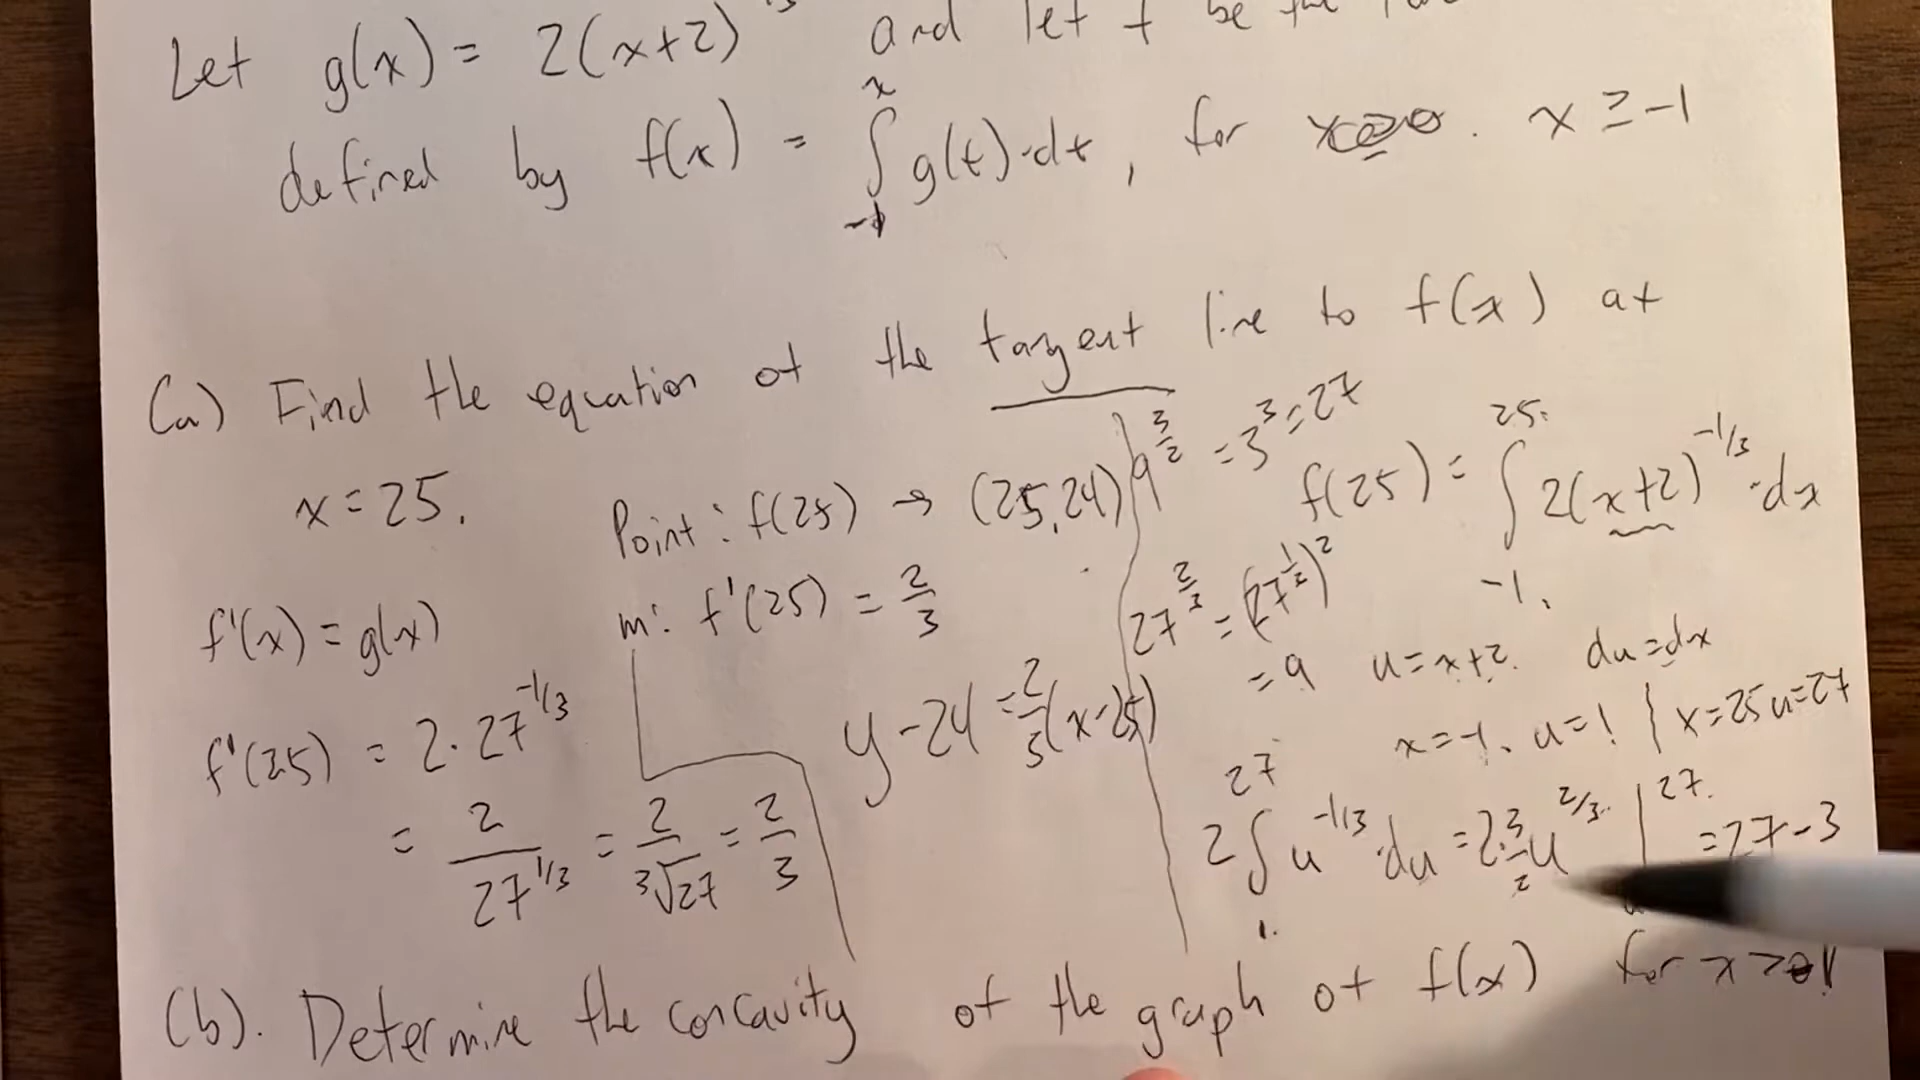 Let g(x) = 2(x+2) and let f be the
defined by f(x) = ∫_{-1}^{x} g(t)·dt, for x ≥ -1
(a) Find the equation of the tangent line to f(x) at
x = 25.
Point: f(25) → (25,24)
m: f'(25) = 2/3
y - 24 = 2/3 (x - 25)
f'(x) = g(x)
f'(25) = 2·27^{-1/3}
= 2/27^{1/3} = 2/∛27 = 2/3
9^{3/2} = 3^3 = 27
27^{2/3} = (27^{1/3})^2
= 9
f(25) = ∫_{-1}^{25} 2(x+2)^{-1/3}·dx
u = x+2. du = dx
x = -1, u = 1 | x = 25 u = 27
2 ∫_{1}^{27} u^{-1/3}·du = 2·3/2 u^{2/3} |^{27} = 27 - 3
(b). Determine the concavity of the graph of f(x) for x >